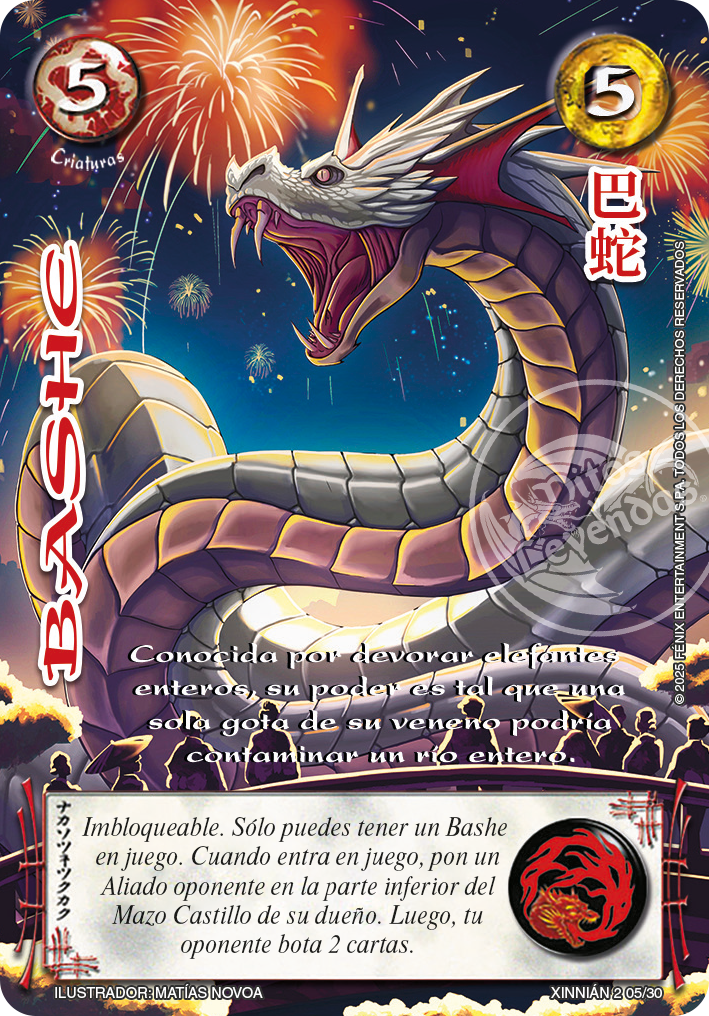 5
Criaturas
5
巴蛇
BASHE
© 2025 FÉNIX ENTERTAINMENT S.P.A. TODOS LOS DERECHOS RESERVADOS
mitos
y
leyendas
Conocida por devorar elefantes
enteros, su poder es tal que una
sola gota de su veneno podría
contaminar un río entero.
ナカソツネツクカク
Imbloqueable. Sólo puedes tener un Bashe
en juego. Cuando entra en juego, pon un
Aliado oponente en la parte inferior del
Mazo Castillo de su dueño. Luego, tu
oponente bota 2 cartas.
ILUSTRADOR: MATÍAS NOVOA
XINNIÁN 2 05/30